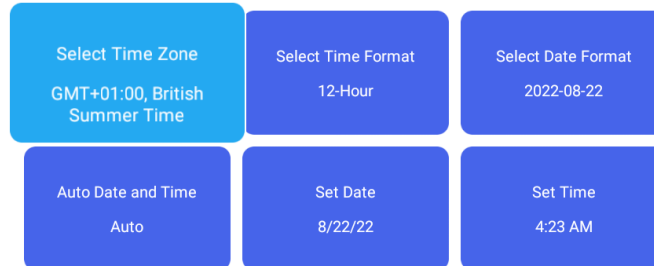 Select Time Zone
GMT+01:00, British
Summer Time
Select Time Format
12-Hour
Select Date Format
2022-08-22
Auto Date and Time
Auto
Set Date
8/22/22
Set Time
4:23 AM